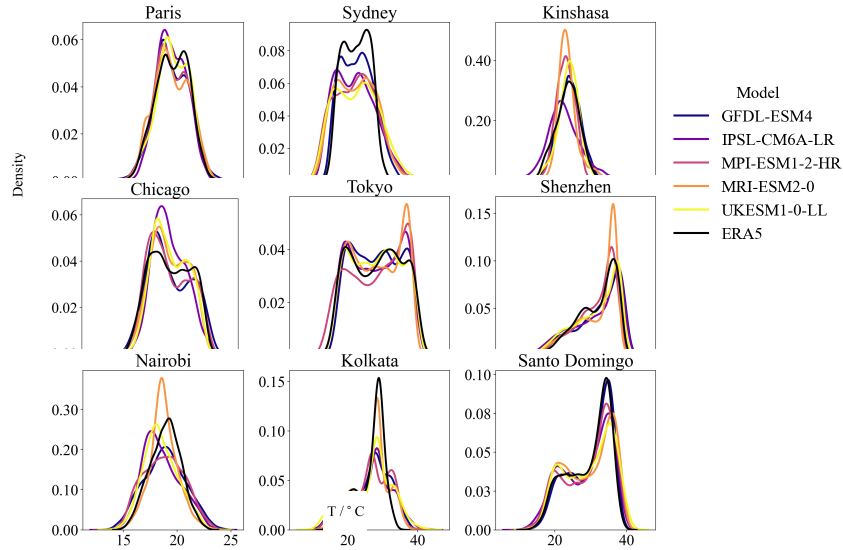 Paris
Sydney
Kinshasa
0.06
0.04
0.02
0.08
0.06
0.04
0.02
0.40
0.20
Density
Chicago
Tokyo
Shenzhen
0.06
0.04
0.02
0.04
0.02
0.15
0.10
0.05
Nairobi
Kolkata
Santo Domingo
0.30
0.20
0.10
0.00
0.15
0.10
0.05
0.00
0.10
0.08
0.05
0.03
0.00
15
20
25
20
40
20
40
T / ° C
Model
GFDL-ESM4
IPSL-CM6A-LR
MPI-ESM1-2-HR
MRI-ESM2-0
UKESM1-0-LL
ERA5